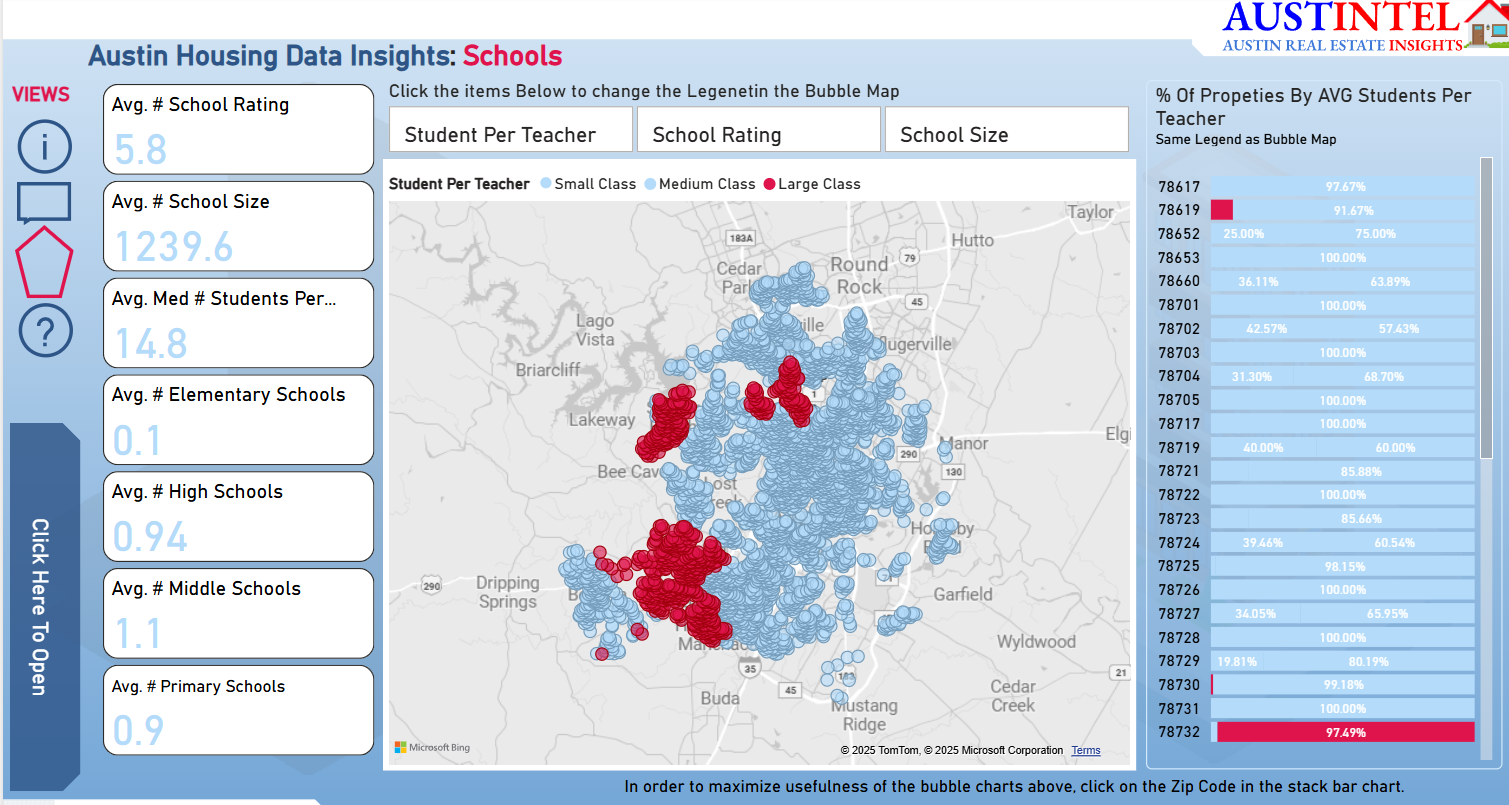 AUSTINTEL
AUSTIN REAL ESTATE INSIGHTS
Austin Housing Data Insights: Schools
VIEWS
i
?
Click Here To Open
Avg. # School Rating
5.8
Avg. # School Size
1239.6
Avg. Med # Students Per...
14.8
Avg. # Elementary Schools
0.1
Avg. # High Schools
0.94
Avg. # Middle Schools
1.1
Avg. # Primary Schools
0.9
Click the items Below to change the Legenetin the Bubble Map
Student Per Teacher
School Rating
School Size
Student Per Teacher Small Class Medium Class Large Class
Taylor
183A
Hutto
79
Cedar
Park
Round
Rock
45
Lago
Vista
ville
flugerville
Briarcliff
1
Lakeway
Manor
Elgi
290
130
Bee Cav
Lost
reek
Ho by
Dripping
Springs
290
B
Garfield
Wyldwood
35
21
45
Buda
Cedar
Creek
Mustang
Ridge
Microsoft Bing
© 2025 TomTom, © 2025 Microsoft Corporation Terms
% Of Propeties By AVG Students Per
Teacher
Same Legend as Bubble Map
78617 97.67%
78619 91.67%
78652 25.00% 75.00%
78653 100.00%
78660 36.11% 63.89%
78701 100.00%
78702 42.57% 57.43%
78703 100.00%
78704 31.30% 68.70%
78705 100.00%
78717 100.00%
78719 40.00% 60.00%
78721 85.88%
78722 100.00%
78723 85.66%
78724 39.46% 60.54%
78725 98.15%
78726 100.00%
78727 34.05% 65.95%
78728 100.00%
78729 19.81% 80.19%
78730 99.18%
78731 100.00%
78732 97.49%
In order to maximize usefulness of the bubble charts above, click on the Zip Code in the stack bar chart.